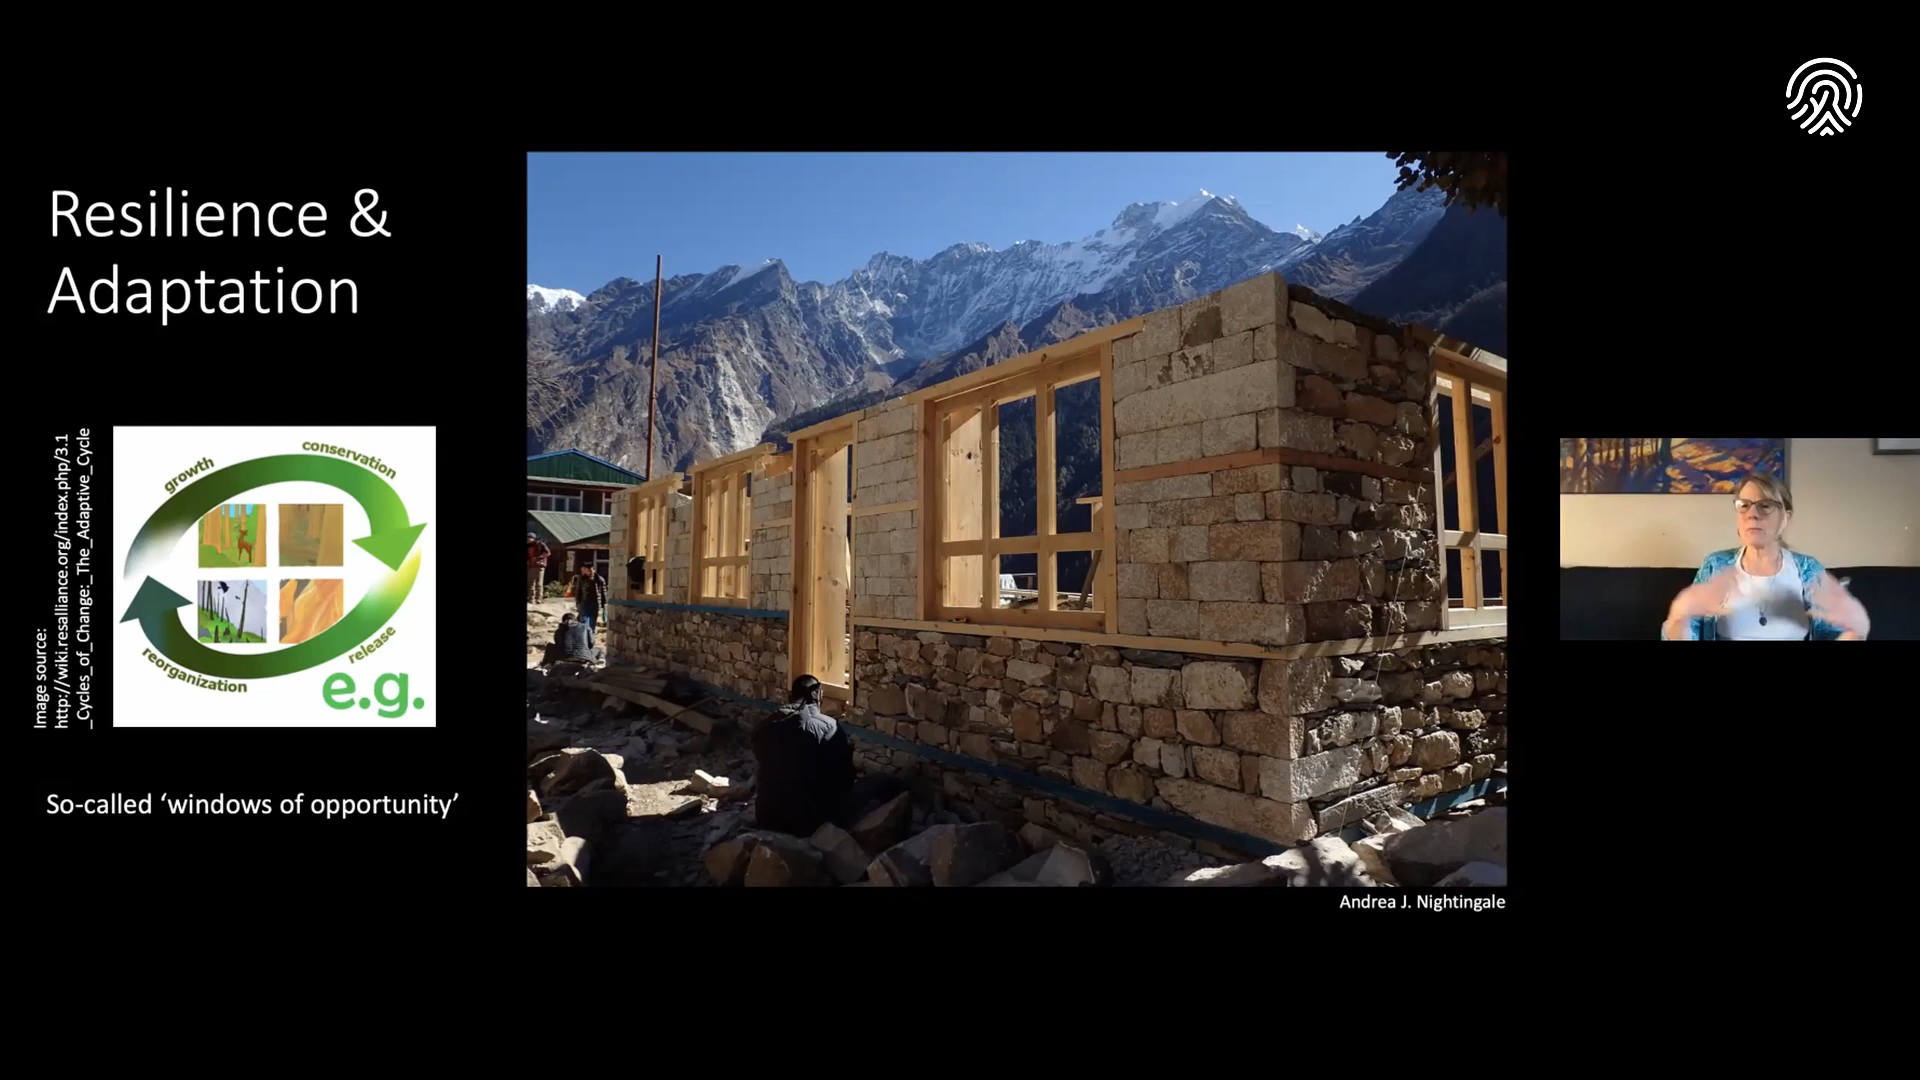 Resilience &
Adaptation
Image source:
http://wiki.resalliance.org/index.php/3.1
_Cycles_of_Change:_The_Adaptive_Cycle
growth
conservation
release
reorganization
e.g.
So-called ‘windows of opportunity’
Andrea J. Nightingale